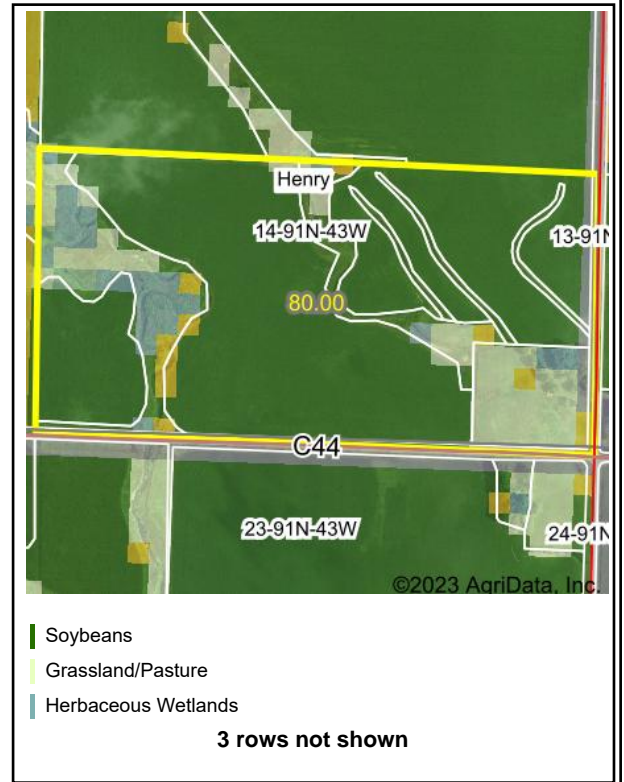 Henry
14-91N-43W
13-91N
80.00
C44
23-91N-43W
24-91N
©2023 AgriData, Inc.
Soybeans
Grassland/Pasture
Herbaceous Wetlands
3 rows not shown